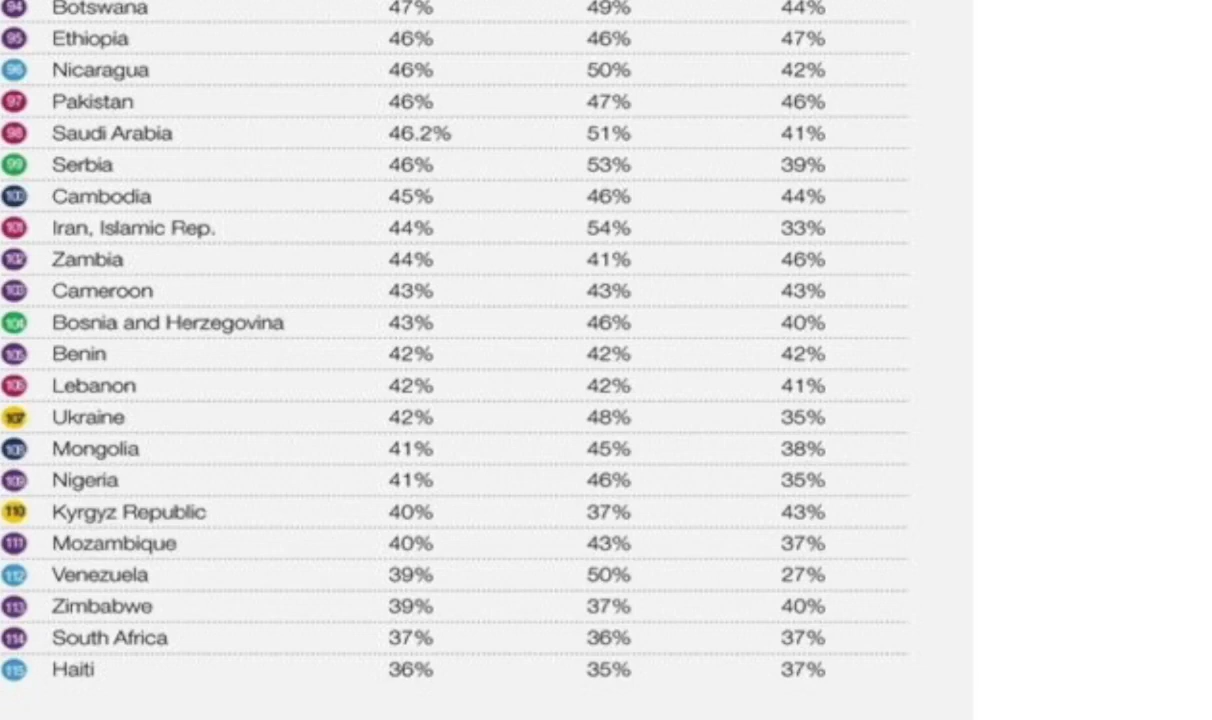 94 Botswana 47% 49% 44%
95 Ethiopia 46% 46% 47%
96 Nicaragua 46% 50% 42%
97 Pakistan 46% 47% 46%
98 Saudi Arabia 46.2% 51% 41%
99 Serbia 46% 53% 39%
100 Cambodia 45% 46% 44%
101 Iran, Islamic Rep. 44% 54% 33%
102 Zambia 44% 41% 46%
103 Cameroon 43% 43% 43%
104 Bosnia and Herzegovina 43% 46% 40%
105 Benin 42% 42% 42%
106 Lebanon 42% 42% 41%
107 Ukraine 42% 48% 35%
108 Mongolia 41% 45% 38%
109 Nigeria 41% 46% 35%
110 Kyrgyz Republic 40% 37% 43%
111 Mozambique 40% 43% 37%
112 Venezuela 39% 50% 27%
113 Zimbabwe 39% 37% 40%
114 South Africa 37% 36% 37%
115 Haiti 36% 35% 37%